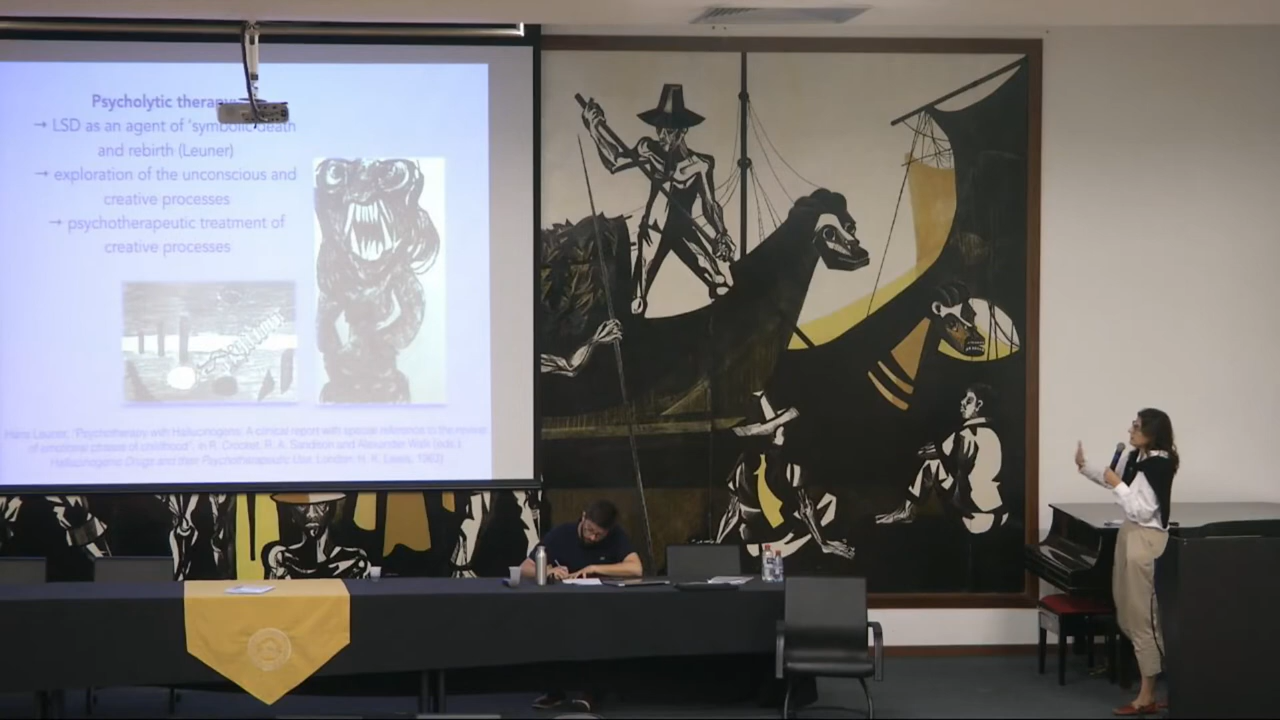 Psycholytic therapy
→ LSD as an agent of 'symbolic death
and rebirth (Leuner)
→ exploration of the unconscious and
creative processes
→ psychotherapeutic treatment of
creative processes
Hans Leuner, "Psychotherapy with Hallucinogens: A clinical report with special reference to the revival
of emotional phases of childhood", in R. Crocket, R. A. Sandison and Alexander Walk (eds.)
Hallucinogenic Drugs and their Psychotherapeutic Use. London: H. K. Lewis, 1963)